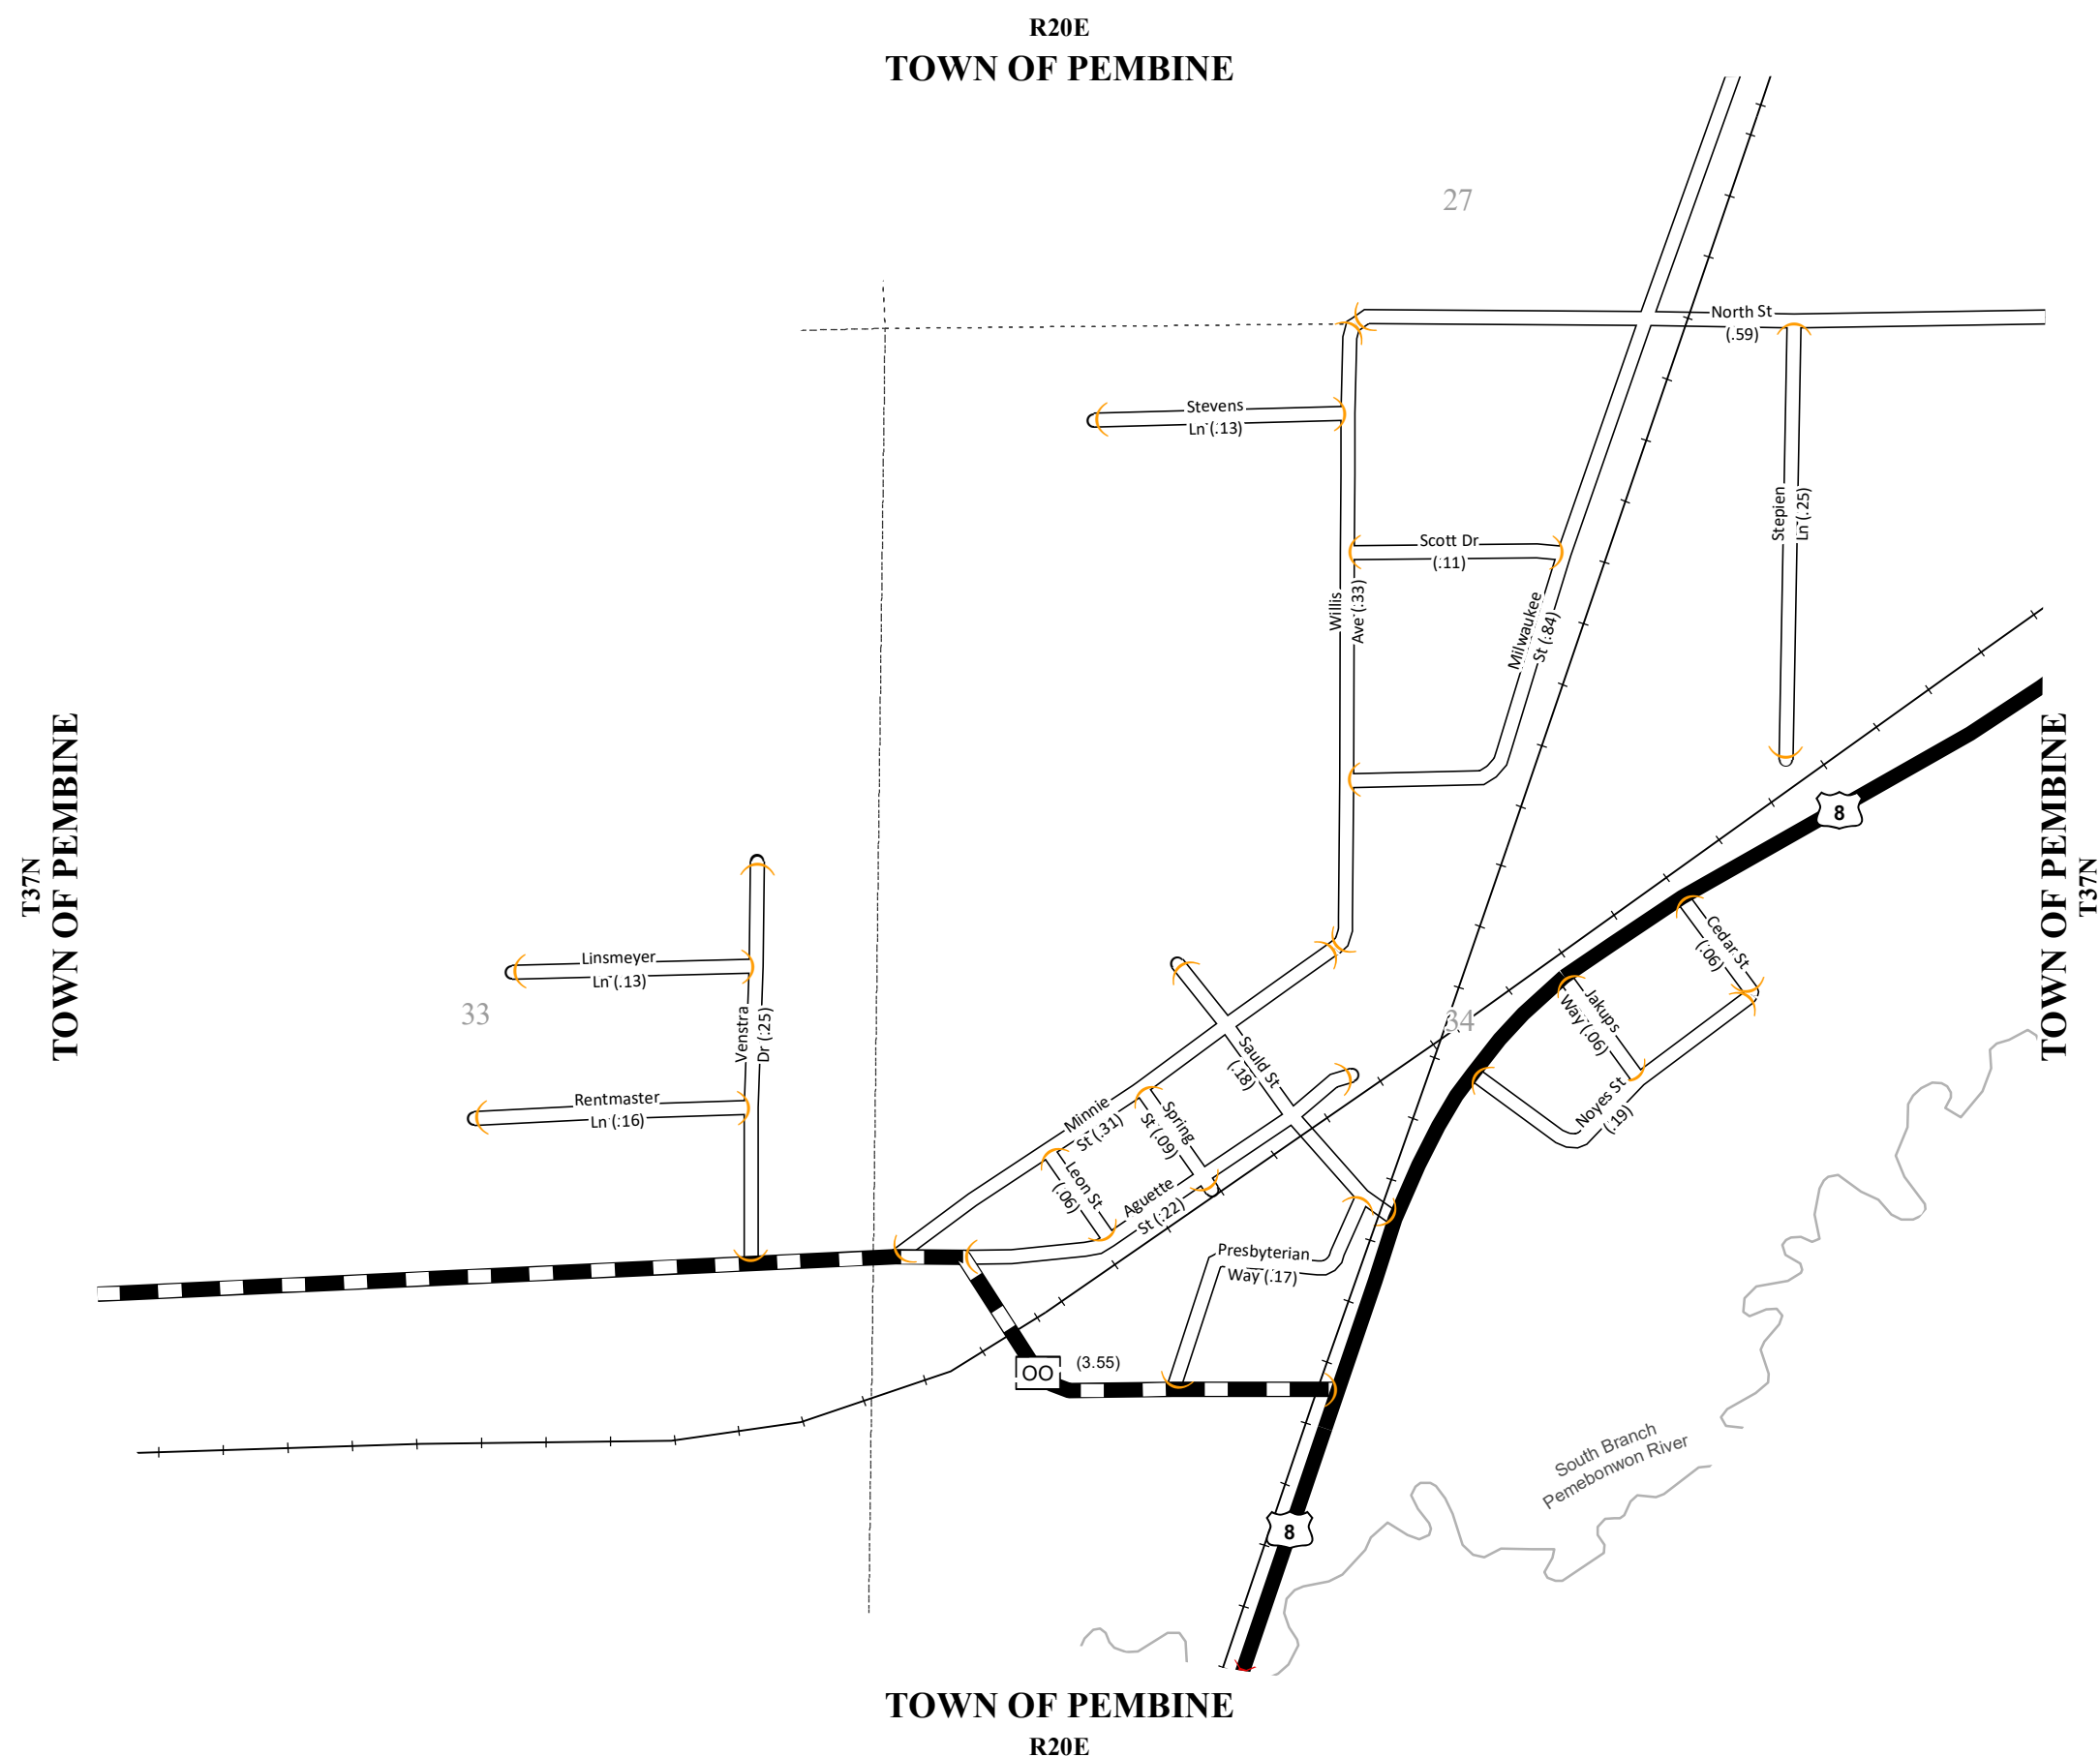 R20E
TOWN OF PEMBINE
27
North St
(.59)
Stevens
Ln (.13)
Stepien
Ln (.25)
Scott Dr
(.11)
Willis
Ave (.33)
Milwaukee
St (.84)
8
TOWN OF PEMBINE
T37N
TOWN OF PEMBINE
T37N
Cedar St
(.06)
Linsmeyer
Ln (.13)
33
34
Jakups
Way (.06)
Venstra
Dr (.25)
Sauld St
(.18)
Rentmaster
Ln (.16)
Minnie
St (.31)
Spring
St (.09)
Noyes St
(.19)
Leon St
(.06)
Aguette
St (.22)
Presbyterian
Way (.17)
OO
(3.55)
South Branch
Pemebonwon River
8
TOWN OF PEMBINE
R20E